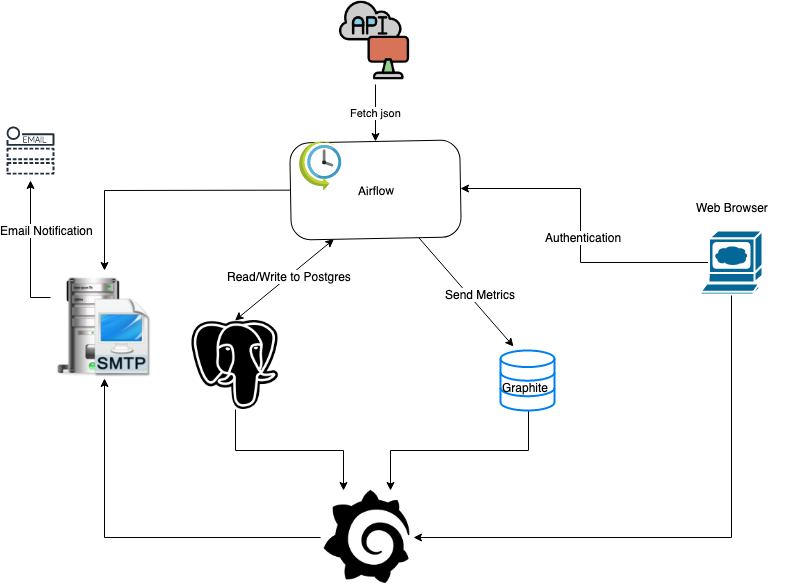 API
Fetch json
EMAIL
Airflow
Web Browser
Email Notification
Authentication
Read/Write to Postgres
Send Metrics
SMTP
Graphite